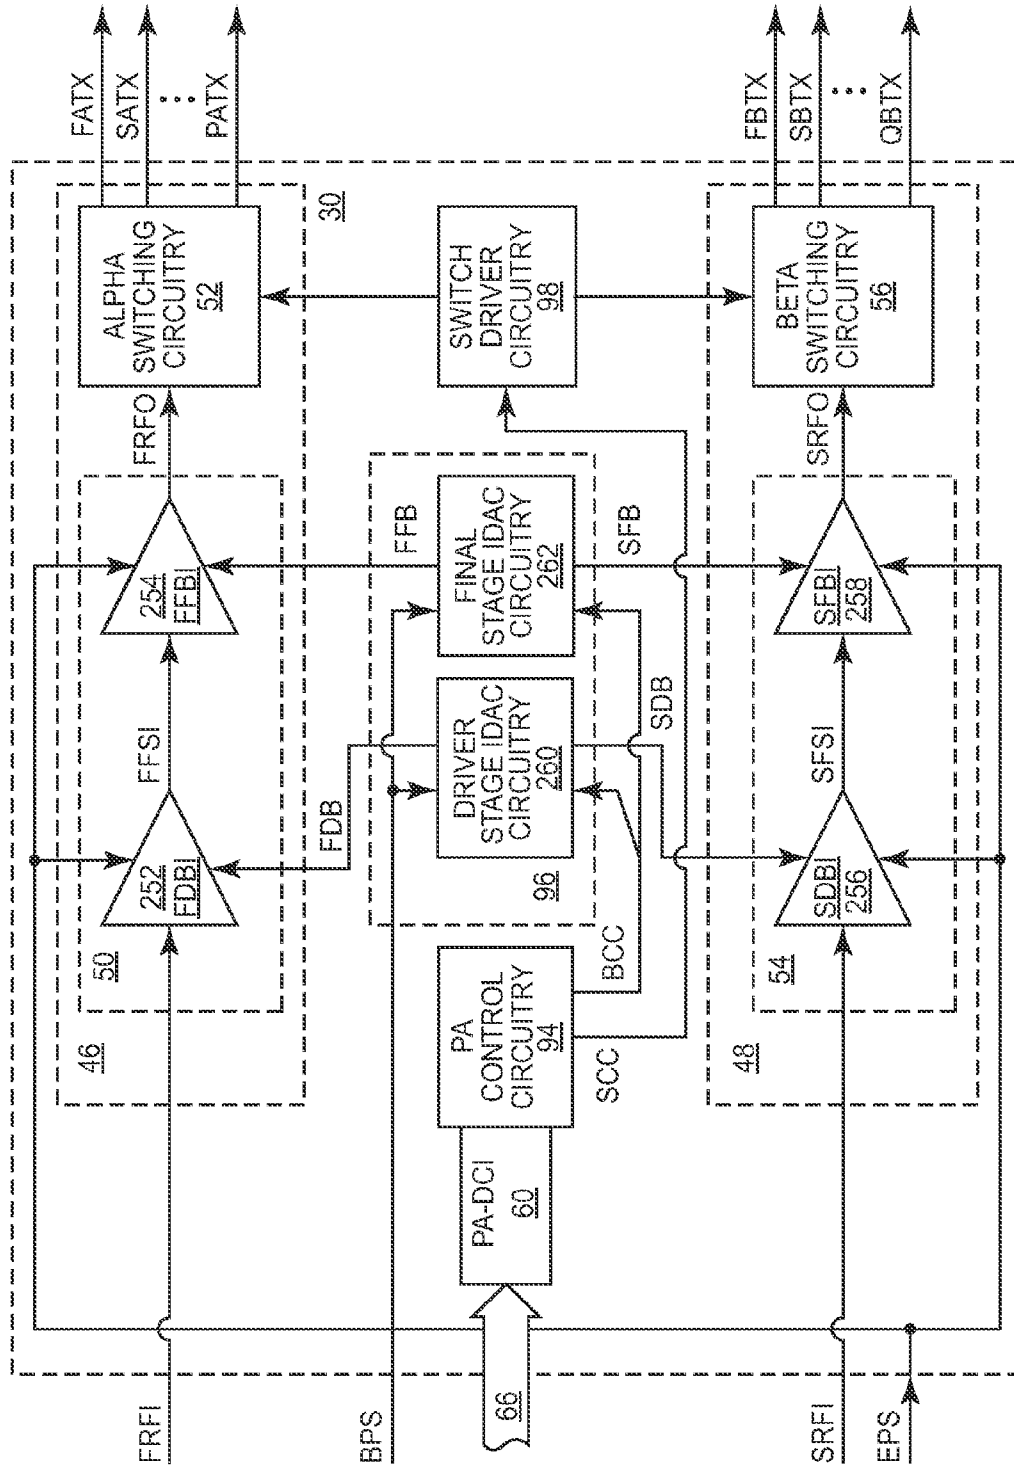 FATX
SATX
PATX
FBTX
SBTX
QBTX
30
ALPHA
SWITCHING
CIRCUITRY
52
SWITCH
DRIVER
CIRCUITRY
98
BETA
SWITCHING
CIRCUITRY
56
FRFO
SRFO
254
FFBI
FFB
FINAL
STAGE IDAC
CIRCUITRY
262
SFB
SFBI
258
FFSI
SDB
SFSI
252
FDBI
FDB
DRIVER
STAGE IDAC
CIRCUITRY
260
96
SDBI
256
50
54
46
48
PA
CONTROL
CIRCUITRY
94
BCC
SCC
PA-DCI
60
66
FRFI
BPS
SRFI
EPS